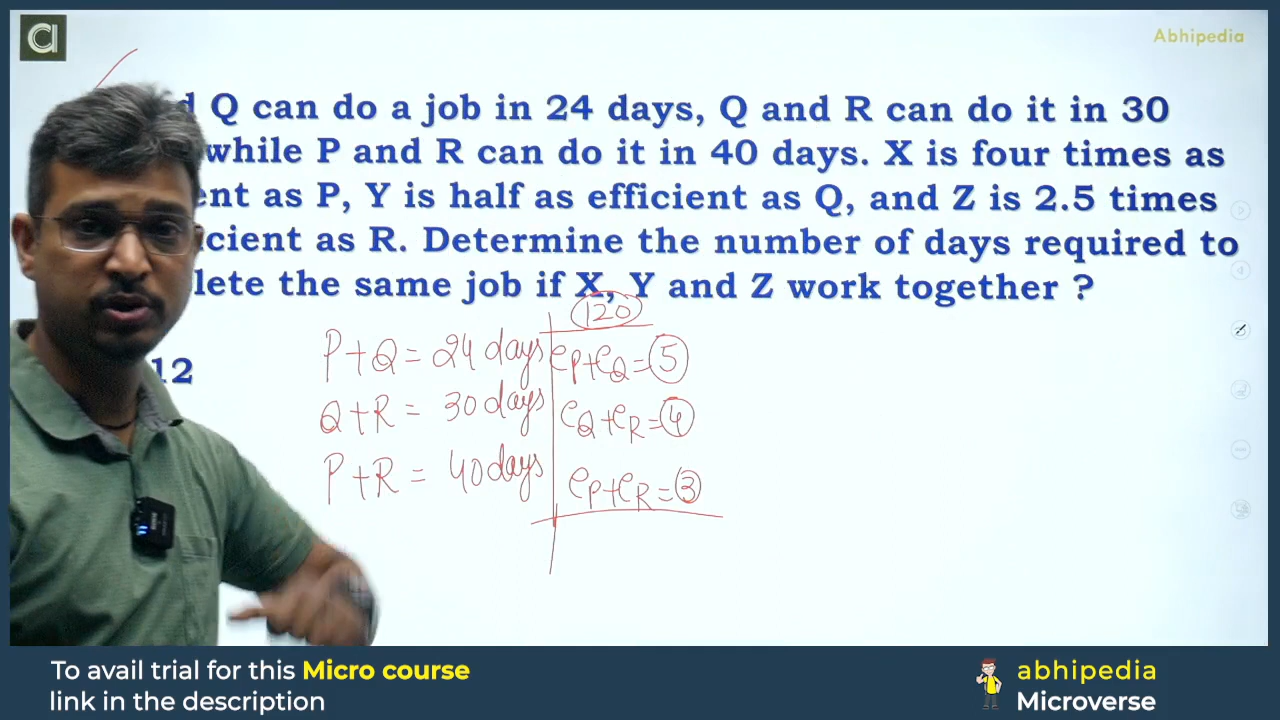 Abhipedia
Q can do a job in 24 days, Q and R can do it in 30
while P and R can do it in 40 days. X is four times as
as P, Y is half as efficient as Q, and Z is 2.5 times
as R. Determine the number of days required to
the same job if X, Y and Z work together ?
120
P+Q = 24 days eP+eQ=5
Q+R = 30 days eQ+eR=4
P+R = 40 days eP+eR=3
12
To avail trial for this Micro course
link in the description
abhipedia
Microverse